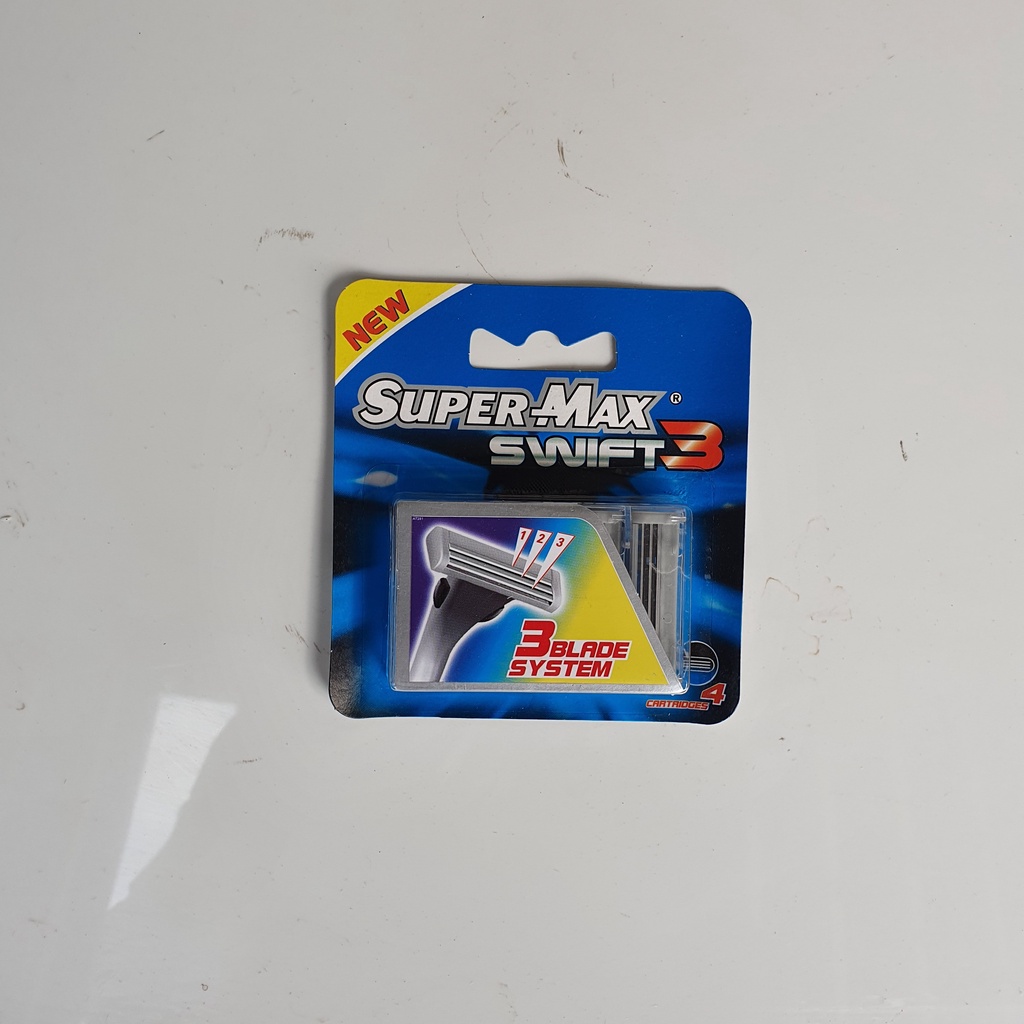 NEW
SUPER-MAX®
SWIFT3
1 2 3
3 BLADE
SYSTEM
4
CARTRIDGES